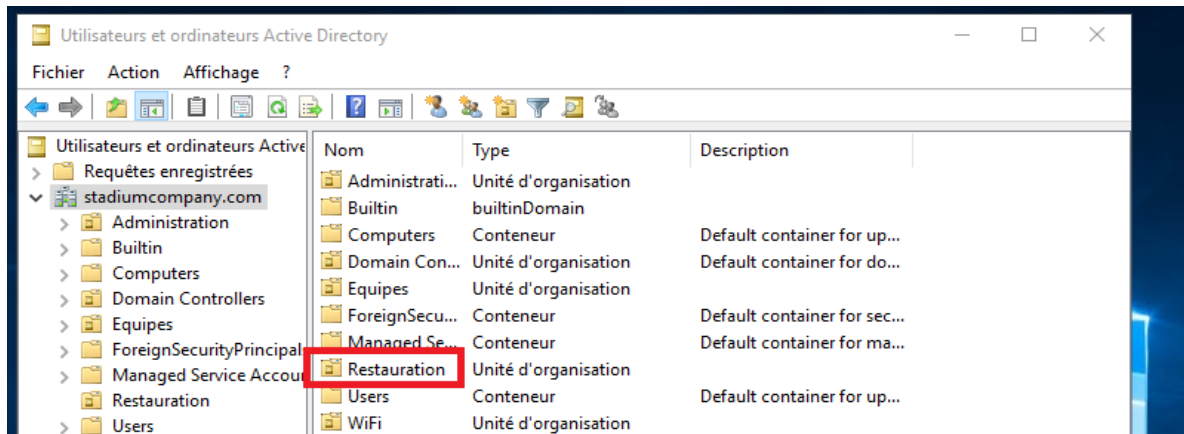 Utilisateurs et ordinateurs Active Directory
Fichier Action Affichage ?
Utilisateurs et ordinateurs Active
Requêtes enregistrées
stadiumcompany.com
Administration
Builtin
Computers
Domain Controllers
Equipes
ForeignSecurityPrincipal
Managed Service Accou
Restauration
Users
Nom Type Description
Administrati... Unité d'organisation
Builtin builtinDomain
Computers Conteneur Default container for up...
Domain Con... Unité d'organisation Default container for do...
Equipes Unité d'organisation
ForeignSecu... Conteneur Default container for sec...
Managed Se... Conteneur Default container for ma...
Restauration Unité d'organisation
Users Conteneur Default container for up...
WiFi Unité d'organisation